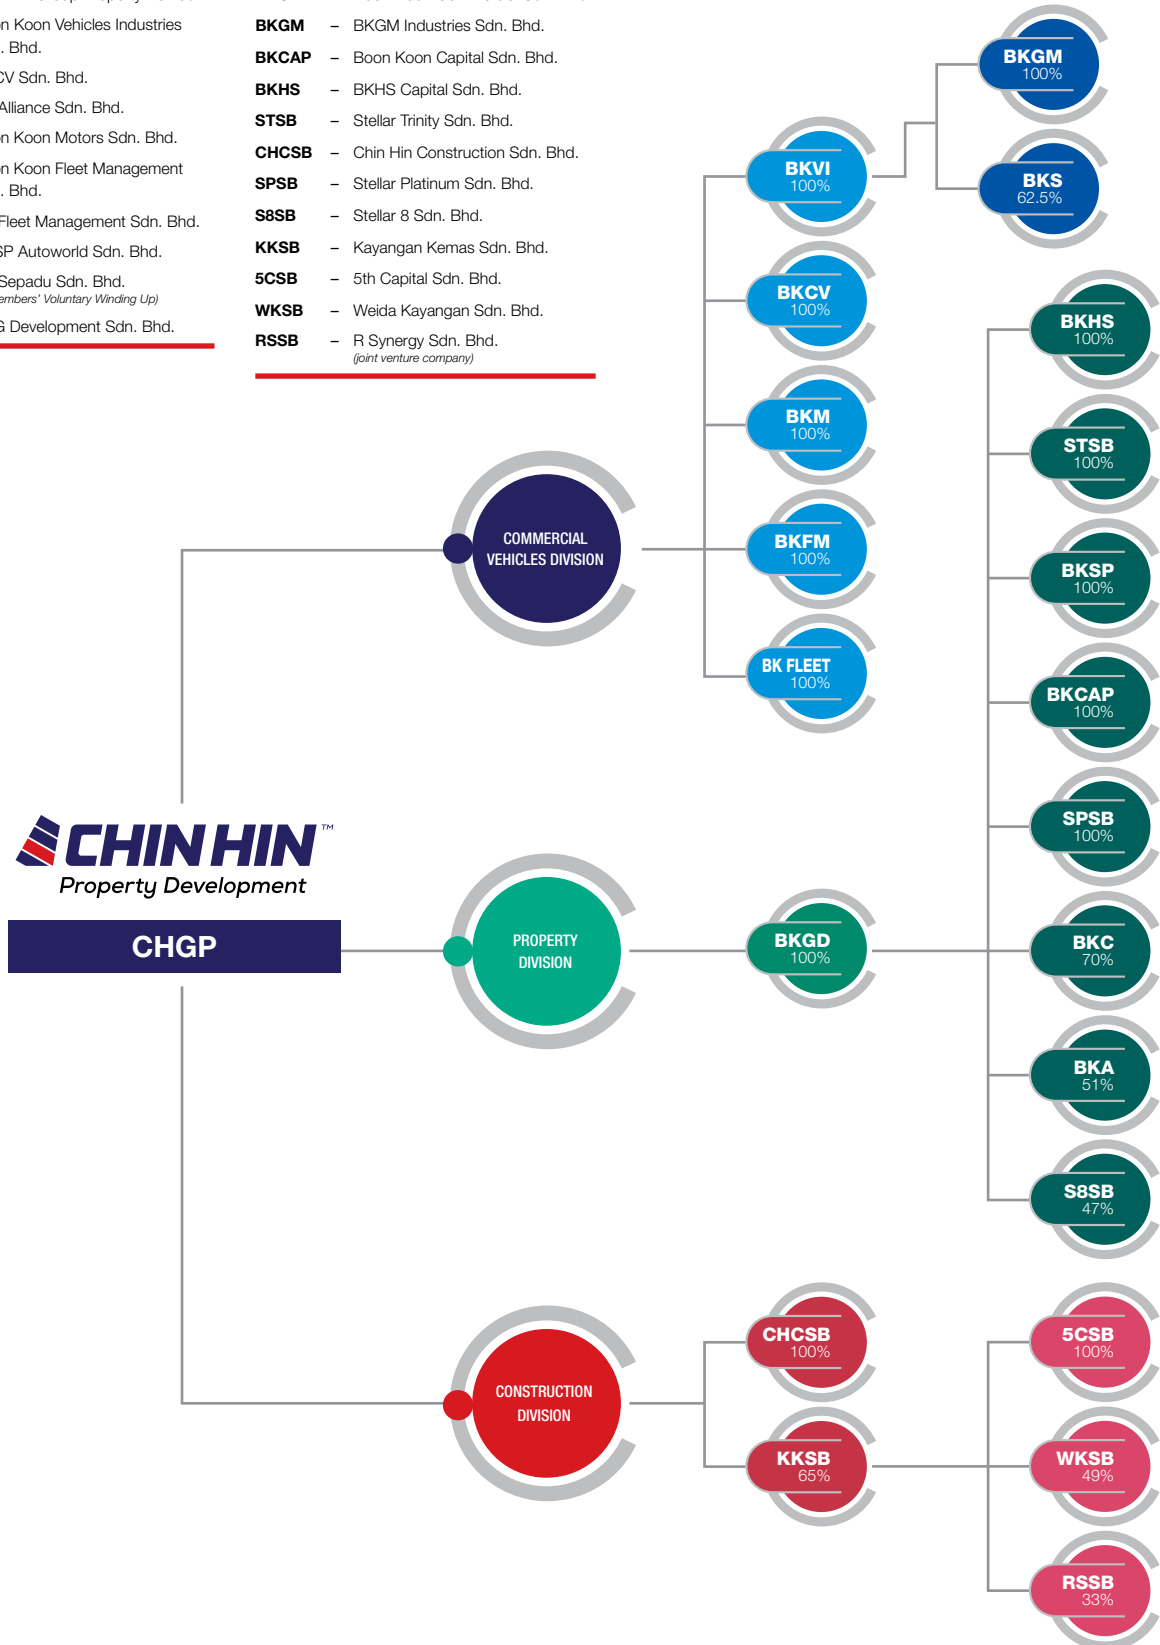 n Koon Vehicles Industries
. Bhd.
CV Sdn. Bhd.
Alliance Sdn. Bhd.
n Koon Motors Sdn. Bhd.
n Koon Fleet Management
. Bhd.
Fleet Management Sdn. Bhd.
SP Autoworld Sdn. Bhd.
Sepadu Sdn. Bhd.
embers' Voluntary Winding Up)
G Development Sdn. Bhd.
BKGM – BKGM Industries Sdn. Bhd.
BKCAP – Boon Koon Capital Sdn. Bhd.
BKHS – BKHS Capital Sdn. Bhd.
STSB – Stellar Trinity Sdn. Bhd.
CHCSB – Chin Hin Construction Sdn. Bhd.
SPSB – Stellar Platinum Sdn. Bhd.
S8SB – Stellar 8 Sdn. Bhd.
KKSB – Kayangan Kemas Sdn. Bhd.
5CSB – 5th Capital Sdn. Bhd.
WKSB – Weida Kayangan Sdn. Bhd.
RSSB – R Synergy Sdn. Bhd.
(joint venture company)
CHIN HIN™
Property Development
CHGP
COMMERCIAL
VEHICLES DIVISION
BKVI
100%
BKGM
100%
BKS
62.5%
BKCV
100%
BKM
100%
BKFM
100%
BK FLEET
100%
PROPERTY
DIVISION
BKGD
100%
BKHS
100%
STSB
100%
BKSP
100%
BKCAP
100%
SPSB
100%
BKC
70%
BKA
51%
S8SB
47%
CONSTRUCTION
DIVISION
CHCSB
100%
KKSB
65%
5CSB
100%
WKSB
49%
RSSB
33%